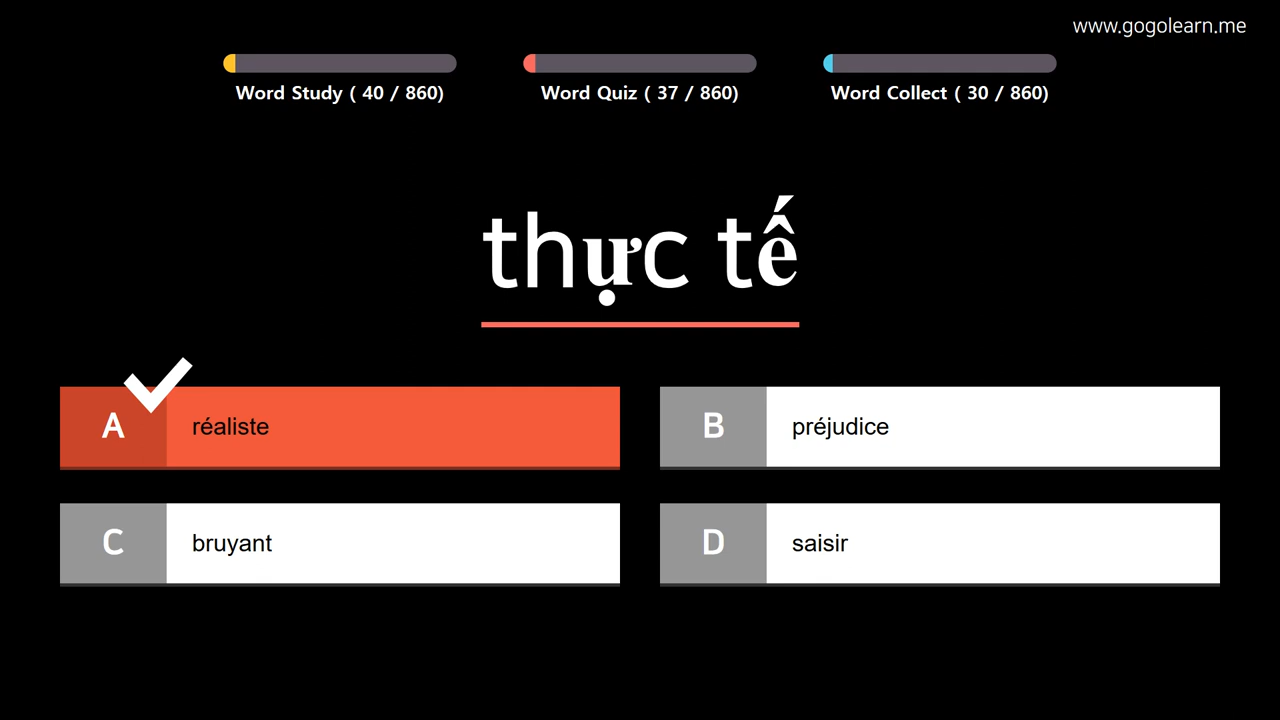 www.gogolearn.me
Word Study ( 40 / 860)
Word Quiz ( 37 / 860)
Word Collect ( 30 / 860)
thực tế
A réaliste
B préjudice
C bruyant
D saisir